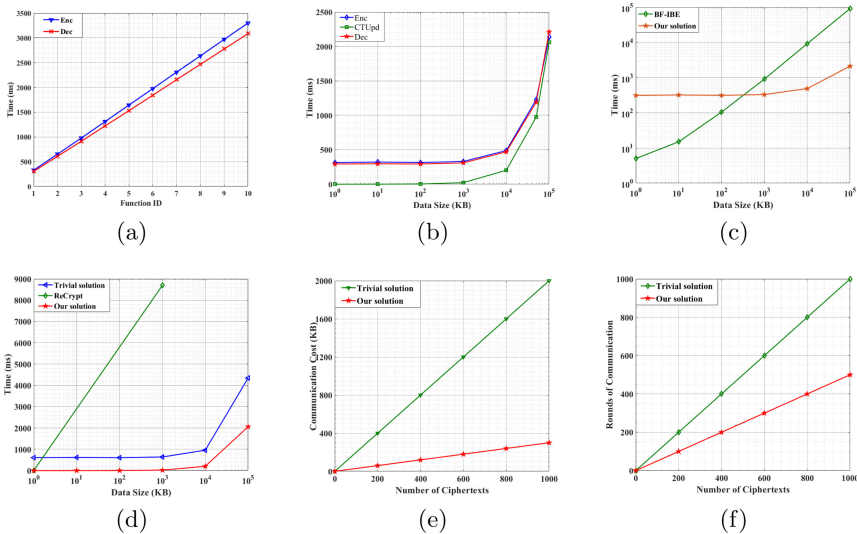 3500
3000
2500
2000
1500
1000
500
0
1 2 3 4 5 6 7 8 9 10
Time (ms)
Function ID
Enc
Dec
(a)
2500
2000
1500
1000
500
0
10^0 10^1 10^2 10^3 10^4 10^5
Time (ms)
Data Size (KB)
Enc
CTUpd
Dec
(b)
10^5
10^4
10^3
10^2
10^1
10^0
10^0 10^1 10^2 10^3 10^4 10^5
Time (ms)
Data Size (KB)
BF-IBE
Our solution
(c)
9000
8000
7000
6000
5000
4000
3000
2000
1000
0
10^0 10^1 10^2 10^3 10^4 10^5
Time (ms)
Data Size (KB)
Trivial solution
ReCrypt
Our solution
(d)
2000
1600
1200
800
400
0
0 200 400 600 800 1000
Communication Cost (KB)
Number of Ciphertexts
Trivial solution
Our solution
(e)
1000
800
600
400
200
0
0 200 400 600 800 1000
Rounds of Communication
Number of Ciphertexts
Trivial solution
Our solution
(f)